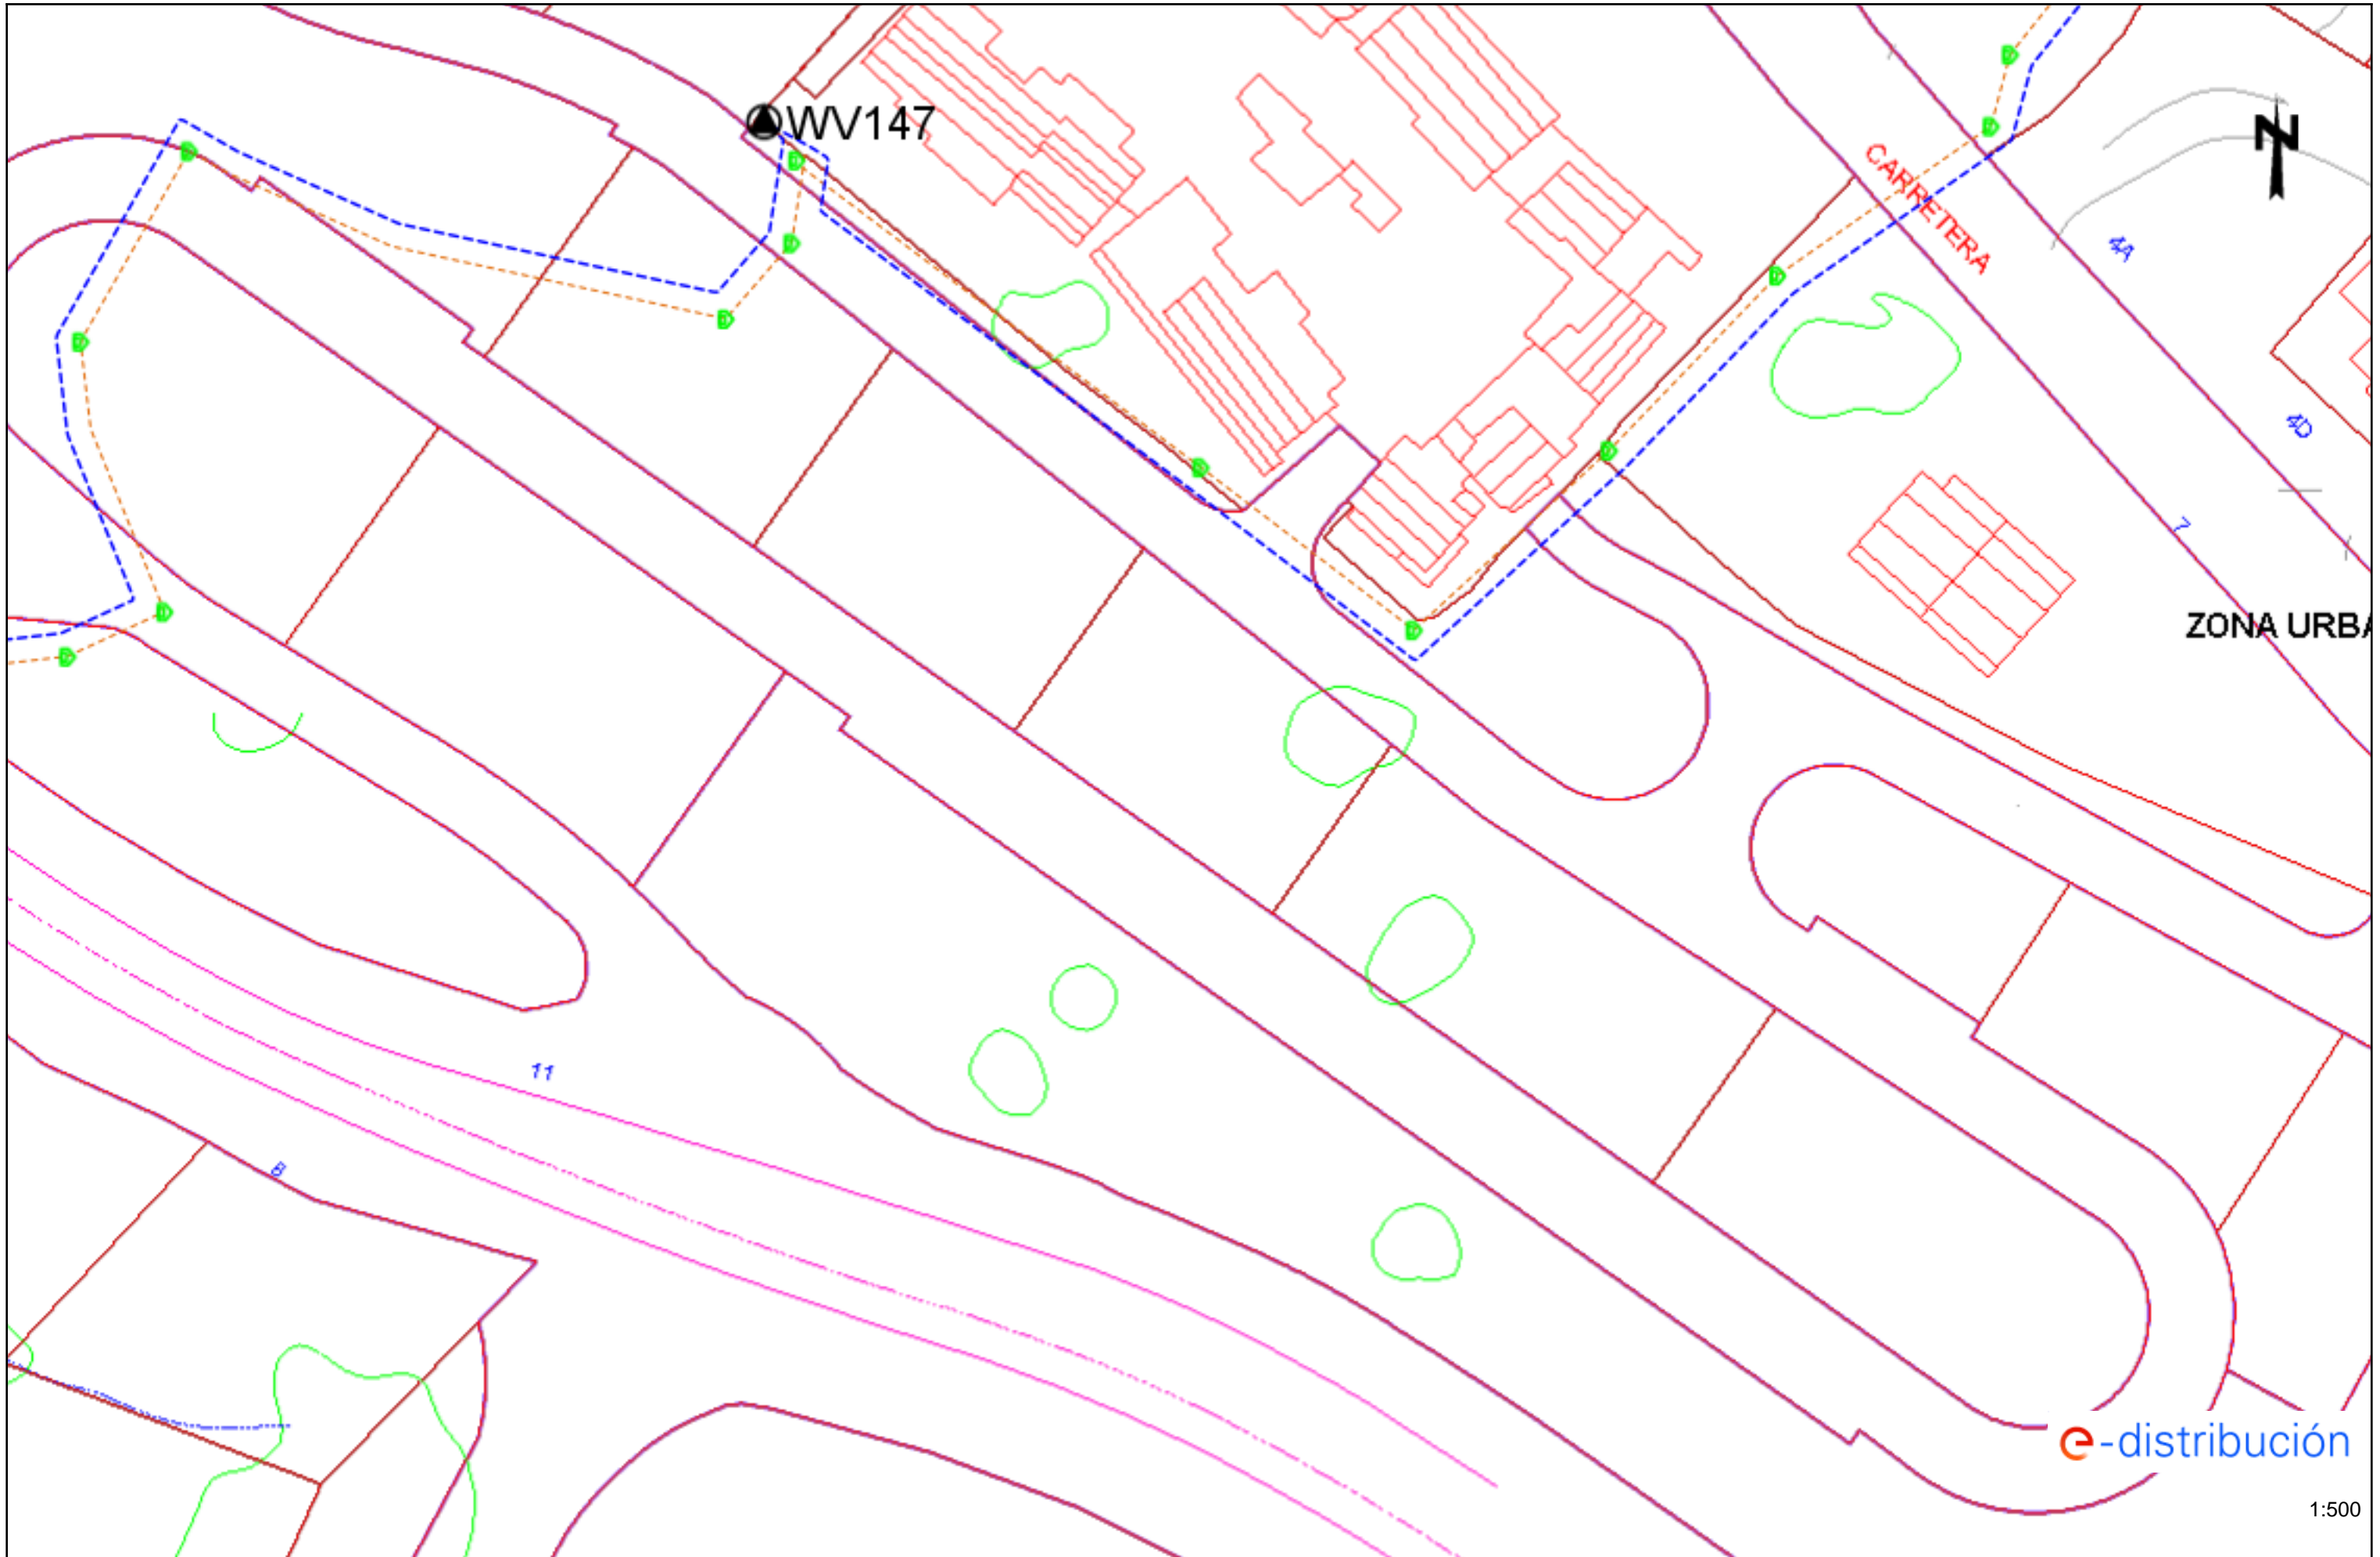 WV147
CARRETERA
4A
4D
7
ZONA URBA
11
8
e-distribución
1:500
N